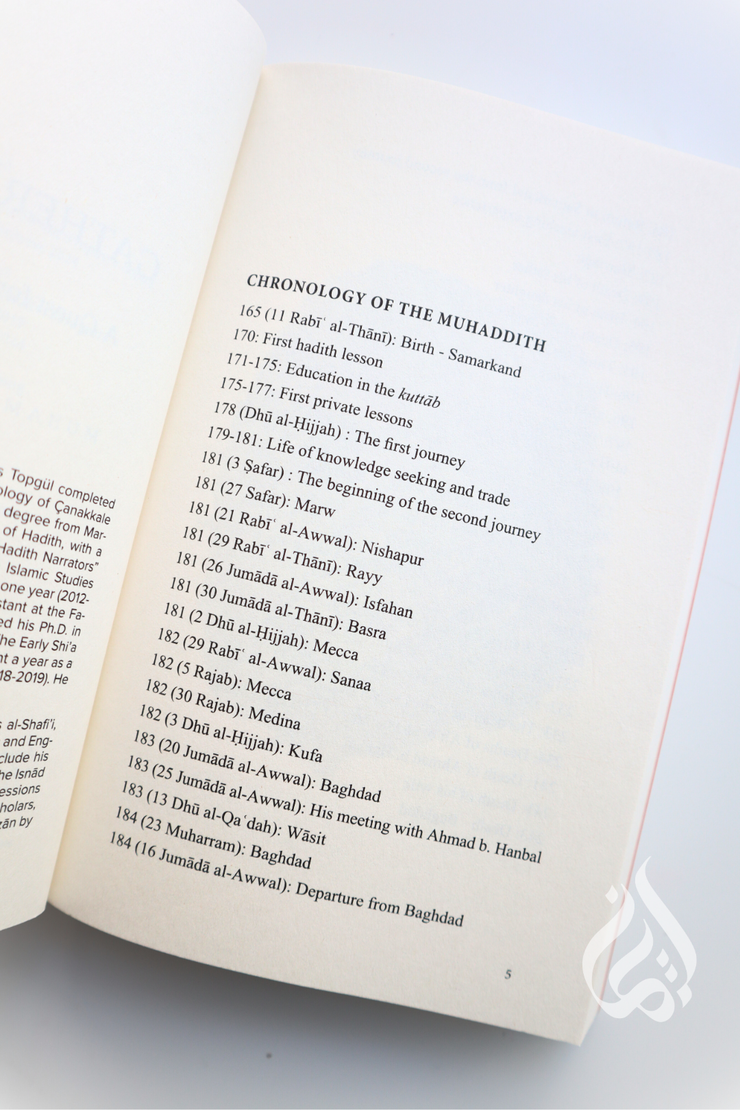 s Topgül completed
ology of Çanakkale
degree from Mar-
of Hadith, with a
Hadith Narrators"
Islamic Studies
one year (2012-
stant at the Fa-
ed his Ph.D. in
he Early Shi'a
nt a year as a
18-2019). He
s al-Shafi'i,
and Eng-
clude his
he Isnād
essions
holars,
zān by
CHRONOLOGY OF THE MUHADDITH
165 (11 Rabīʿ al-Thānī): Birth - Samarkand
170: First hadith lesson
171-175: Education in the kuttāb
175-177: First private lessons
178 (Dhū al-Ḥijjah) : The first journey
179-181: Life of knowledge seeking and trade
181 (3 Ṣafar) : The beginning of the second journey
181 (27 Safar): Marw
181 (21 Rabīʿ al-Awwal): Nishapur
181 (29 Rabīʿ al-Thānī): Rayy
181 (26 Jumādā al-Awwal): Isfahan
181 (30 Jumādā al-Thānī): Basra
181 (2 Dhū al-Ḥijjah): Mecca
182 (29 Rabīʿ al-Awwal): Sanaa
182 (5 Rajab): Mecca
182 (30 Rajab): Medina
182 (3 Dhū al-Ḥijjah): Kufa
183 (20 Jumādā al-Awwal): Baghdad
183 (25 Jumādā al-Awwal): His meeting with Ahmad b. Hanbal
183 (13 Dhū al-Qaʿdah): Wāsit
184 (23 Muharram): Baghdad
184 (16 Jumādā al-Awwal): Departure from Baghdad
5